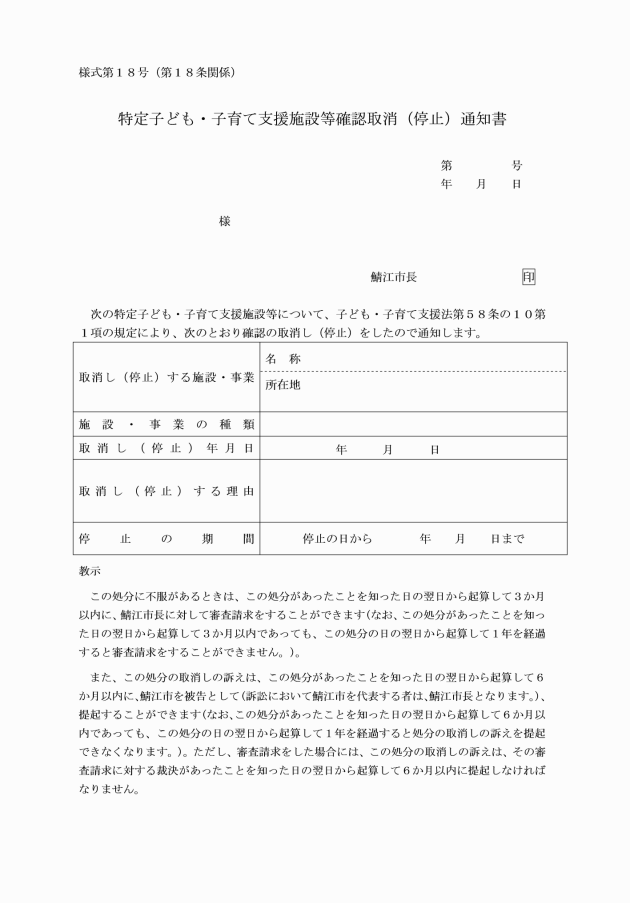 様式第１８号（第１８条関係）
特定子ども・子育て支援施設等確認取消（停止）通知書
第　　　　　号
年　　月　　日
様
鯖江市長　　　　　　　　　印
次の特定子ども・子育て支援施設等について、子ども・子育て支援法第５８条の１０第
１項の規定により、次のとおり確認の取消し（停止）をしたので通知します。
取消し（停止）する施設・事業
名　称
所在地
施設・事業の種類
取消し（停止）年月日　　　　　年　　　月　　　日
取消し（停止）する理由
停止の期間　　　　停止の日から　　　　年　　月　　日まで
教示
この処分に不服があるときは、この処分があったことを知った日の翌日から起算して３か月
以内に、鯖江市長に対して審査請求をすることができます（なお、この処分があったことを知っ
た日の翌日から起算して３か月以内であっても、この処分の日の翌日から起算して１年を経過
すると審査請求をすることができません。）。
また、この処分の取消しの訴えは、この処分があったことを知った日の翌日から起算して６
か月以内に、鯖江市を被告として（訴訟において鯖江市を代表する者は、鯖江市長となります。）、
提起することができます（なお、この処分があったことを知った日の翌日から起算して６か月以
内であっても、この処分の日の翌日から起算して１年を経過すると処分の取消しの訴えを提起
できなくなります。）。ただし、審査請求をした場合には、この処分の取消しの訴えは、その審
査請求に対する裁決があったことを知った日の翌日から起算して６か月以内に提起しなければ
なりません。